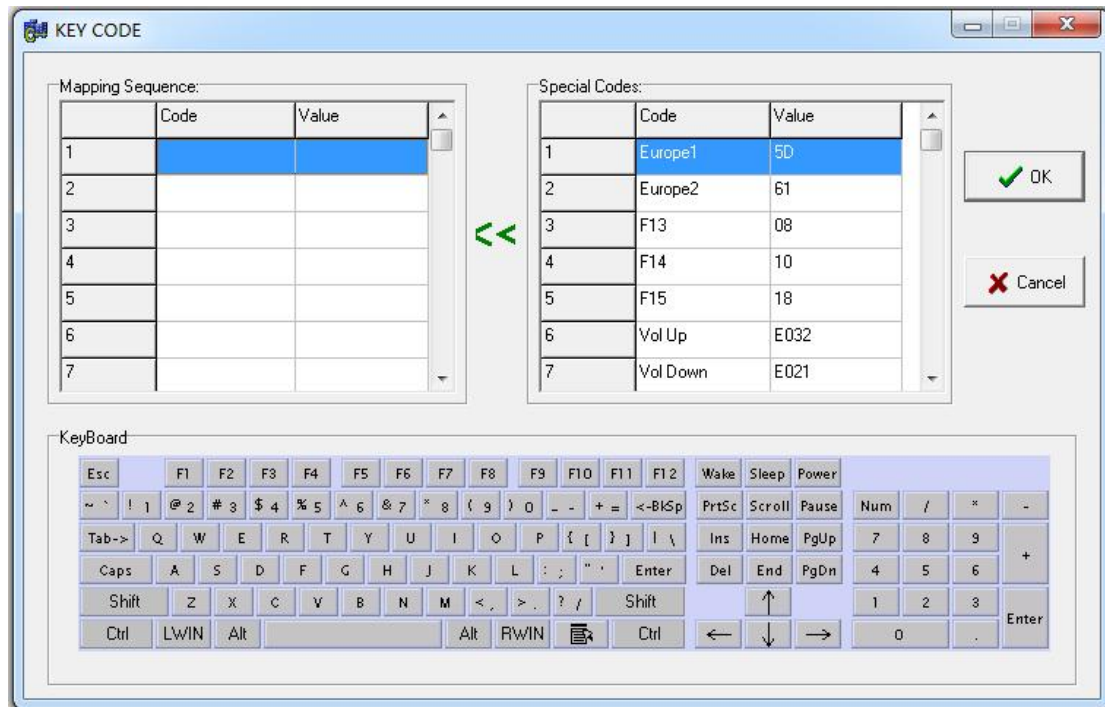 KEY CODE
Mapping Sequence:
Code Value
1
2
3
4
5
6
7
<<
Special Codes:
Code Value
1 Europe1 5D
2 Europe2 61
3 F13 08
4 F14 10
5 F15 18
6 Vol Up E032
7 Vol Down E021
OK
Cancel
KeyBoard
Esc F1 F2 F3 F4 F5 F6 F7 F8 F9 F10 F11 F12 Wake Sleep Power
~ ` ! 1 @ 2 # 3 $ 4 % 5 ^ 6 & 7 * 8 ( 9 ) 0 _ - + = <-BkSp PrtSc Scroll Pause Num / * -
Tab-> Q W E R T Y U I O P { [ } ] | \ Ins Home PgUp 7 8 9 +
Caps A S D F G H J K L : ; " ' Enter Del End PgDn 4 5 6
Shift Z X C V B N M < , > . ? / Shift ↑ 1 2 3 Enter
Ctrl LWIN Alt Alt RWIN Ctrl ← ↓ → 0 .